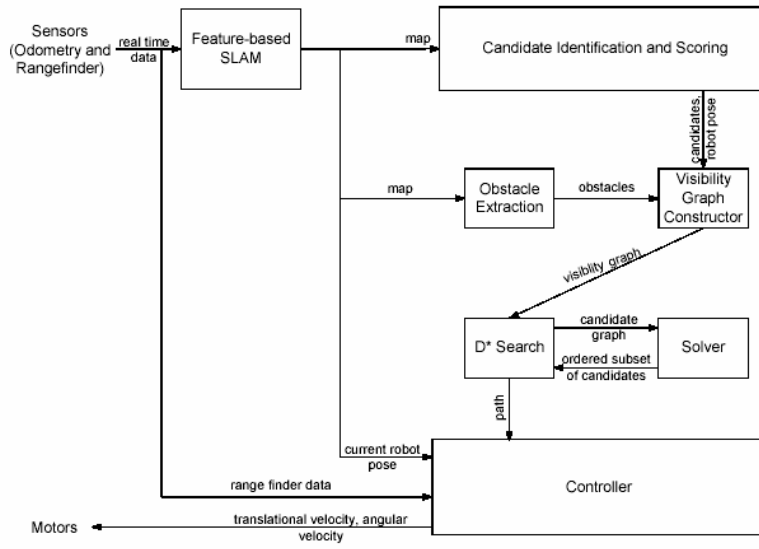 Sensors
(Odometry and
Rangefinder)
real time
data
Feature-based
SLAM
map
Candidate Identification and Scoring
candidates,
robot pose
map
Obstacle
Extraction
obstacles
Visibility
Graph
Constructor
visiblity graph
D* Search
candidate
graph
ordered subset
of candidates
Solver
path
current robot
pose
Controller
range finder data
translational velocity, angular
velocity
Motors